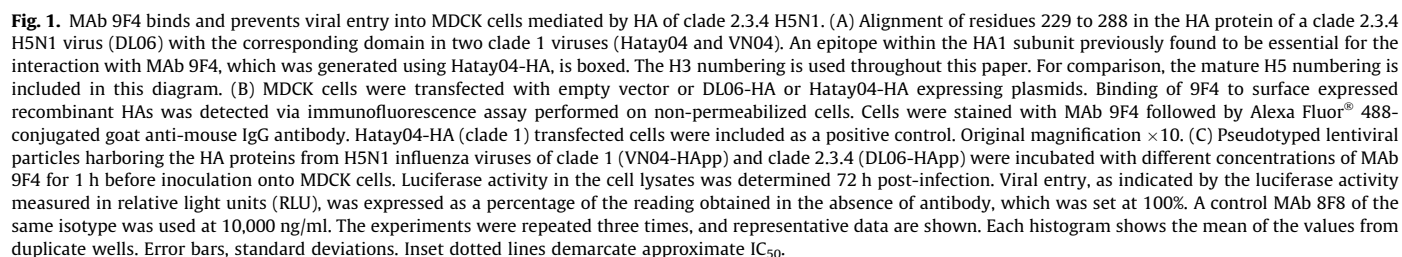 Fig. 1. MAb 9F4 binds and prevents viral entry into MDCK cells mediated by HA of clade 2.3.4 H5N1. (A) Alignment of residues 229 to 288 in the HA protein of a clade 2.3.4
H5N1 virus (DL06) with the corresponding domain in two clade 1 viruses (Hatay04 and VN04). An epitope within the HA1 subunit previously found to be essential for the
interaction with MAb 9F4, which was generated using Hatay04-HA, is boxed. The H3 numbering is used throughout this paper. For comparison, the mature H5 numbering is
included in this diagram. (B) MDCK cells were transfected with empty vector or DL06-HA or Hatay04-HA expressing plasmids. Binding of 9F4 to surface expressed
recombinant HAs was detected via immunofluorescence assay performed on non-permeabilized cells. Cells were stained with MAb 9F4 followed by Alexa Fluor® 488-
conjugated goat anti-mouse IgG antibody. Hatay04-HA (clade 1) transfected cells were included as a positive control. Original magnification ×10. (C) Pseudotyped lentiviral
particles harboring the HA proteins from H5N1 influenza viruses of clade 1 (VN04-HApp) and clade 2.3.4 (DL06-HApp) were incubated with different concentrations of MAb
9F4 for 1 h before inoculation onto MDCK cells. Luciferase activity in the cell lysates was determined 72 h post-infection. Viral entry, as indicated by the luciferase activity
measured in relative light units (RLU), was expressed as a percentage of the reading obtained in the absence of antibody, which was set at 100%. A control MAb 8F8 of the
same isotype was used at 10,000 ng/ml. The experiments were repeated three times, and representative data are shown. Each histogram shows the mean of the values from
duplicate wells. Error bars, standard deviations. Inset dotted lines demarcate approximate IC50.